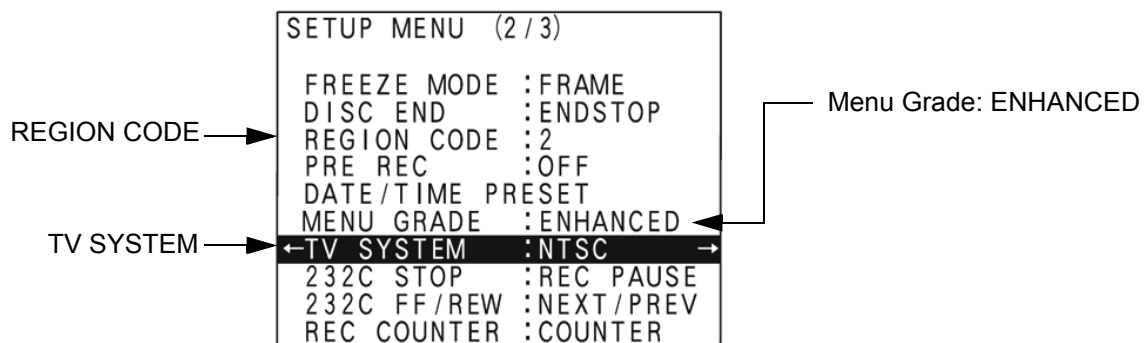 SETUP MENU (2/3)
FREEZE MODE :FRAME
DISC END :ENDSTOP
REGION CODE :2
PRE REC :OFF
DATE/TIME PRESET
MENU GRADE :ENHANCED
←TV SYSTEM :NTSC →
232C STOP :REC PAUSE
232C FF/REW :NEXT/PREV
REC COUNTER :COUNTER
REGION CODE
TV SYSTEM
Menu Grade: ENHANCED